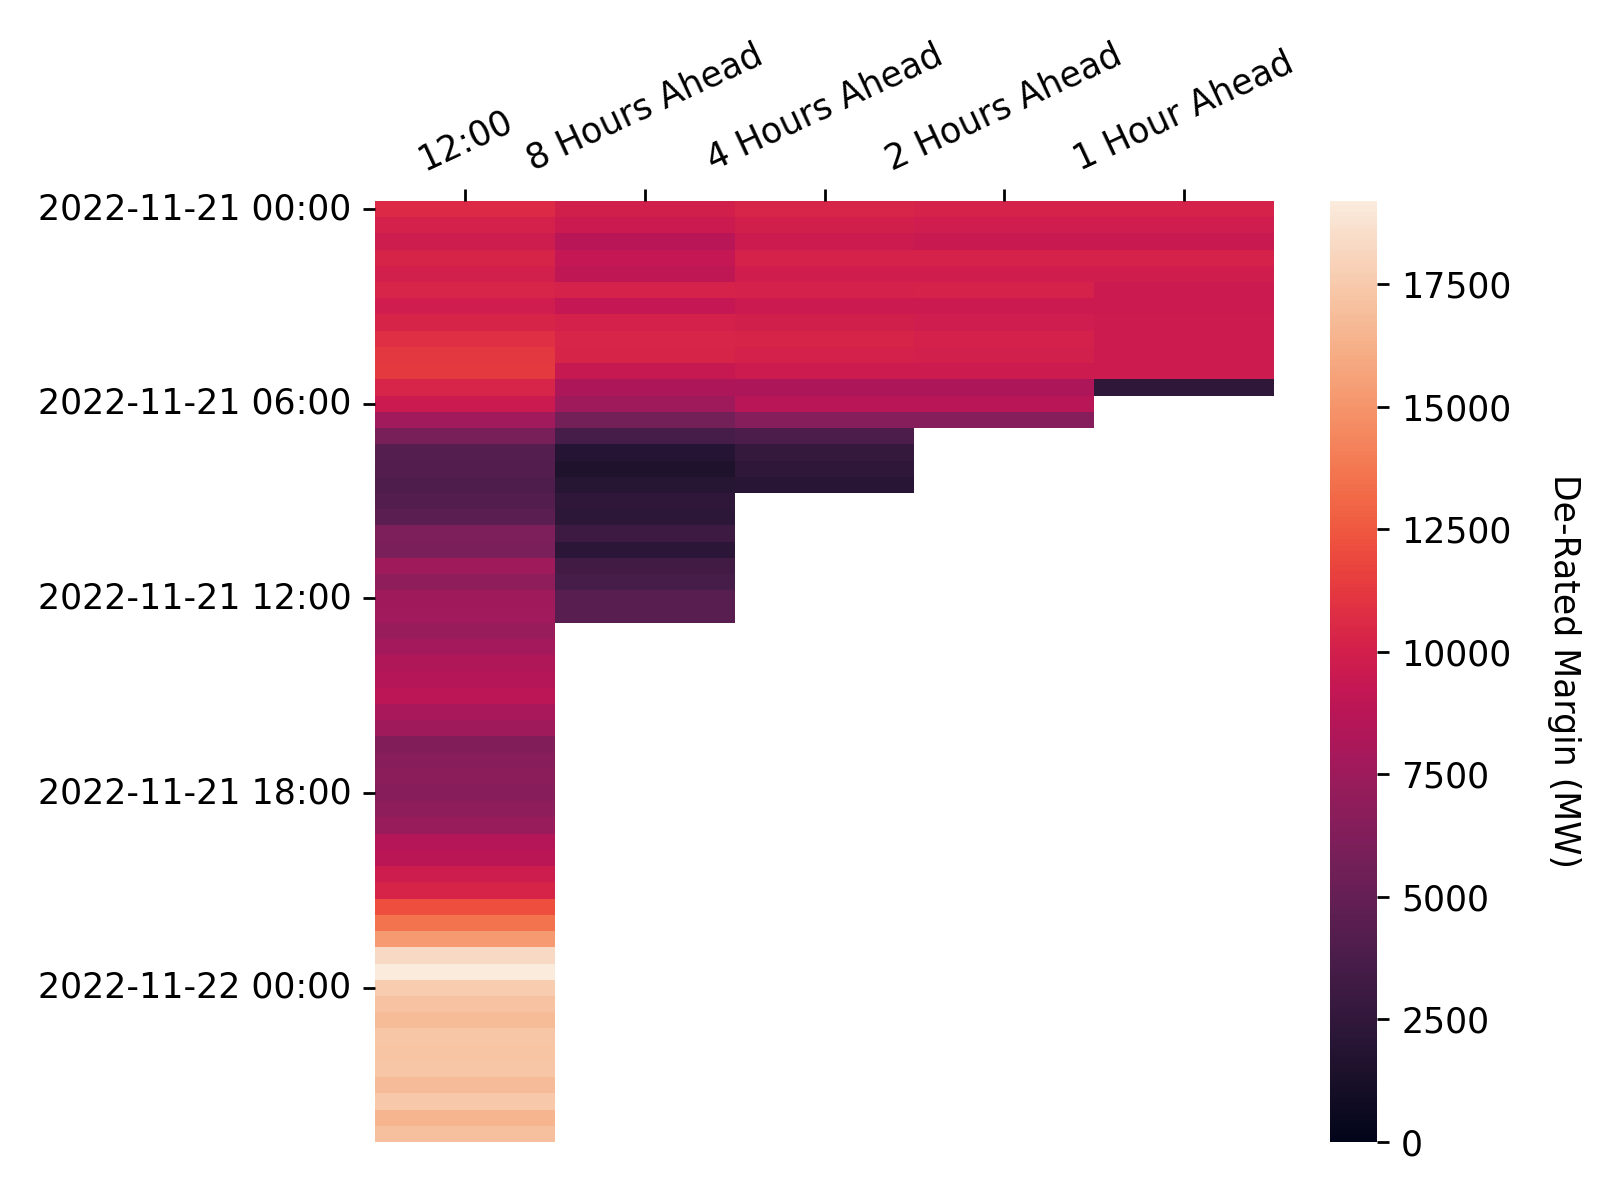 12:00
8 Hours Ahead
4 Hours Ahead
2 Hours Ahead
1 Hour Ahead
2022-11-21 00:00
2022-11-21 06:00
2022-11-21 12:00
2022-11-21 18:00
2022-11-22 00:00
17500
15000
12500
10000
7500
5000
2500
0
De-Rated Margin (MW)